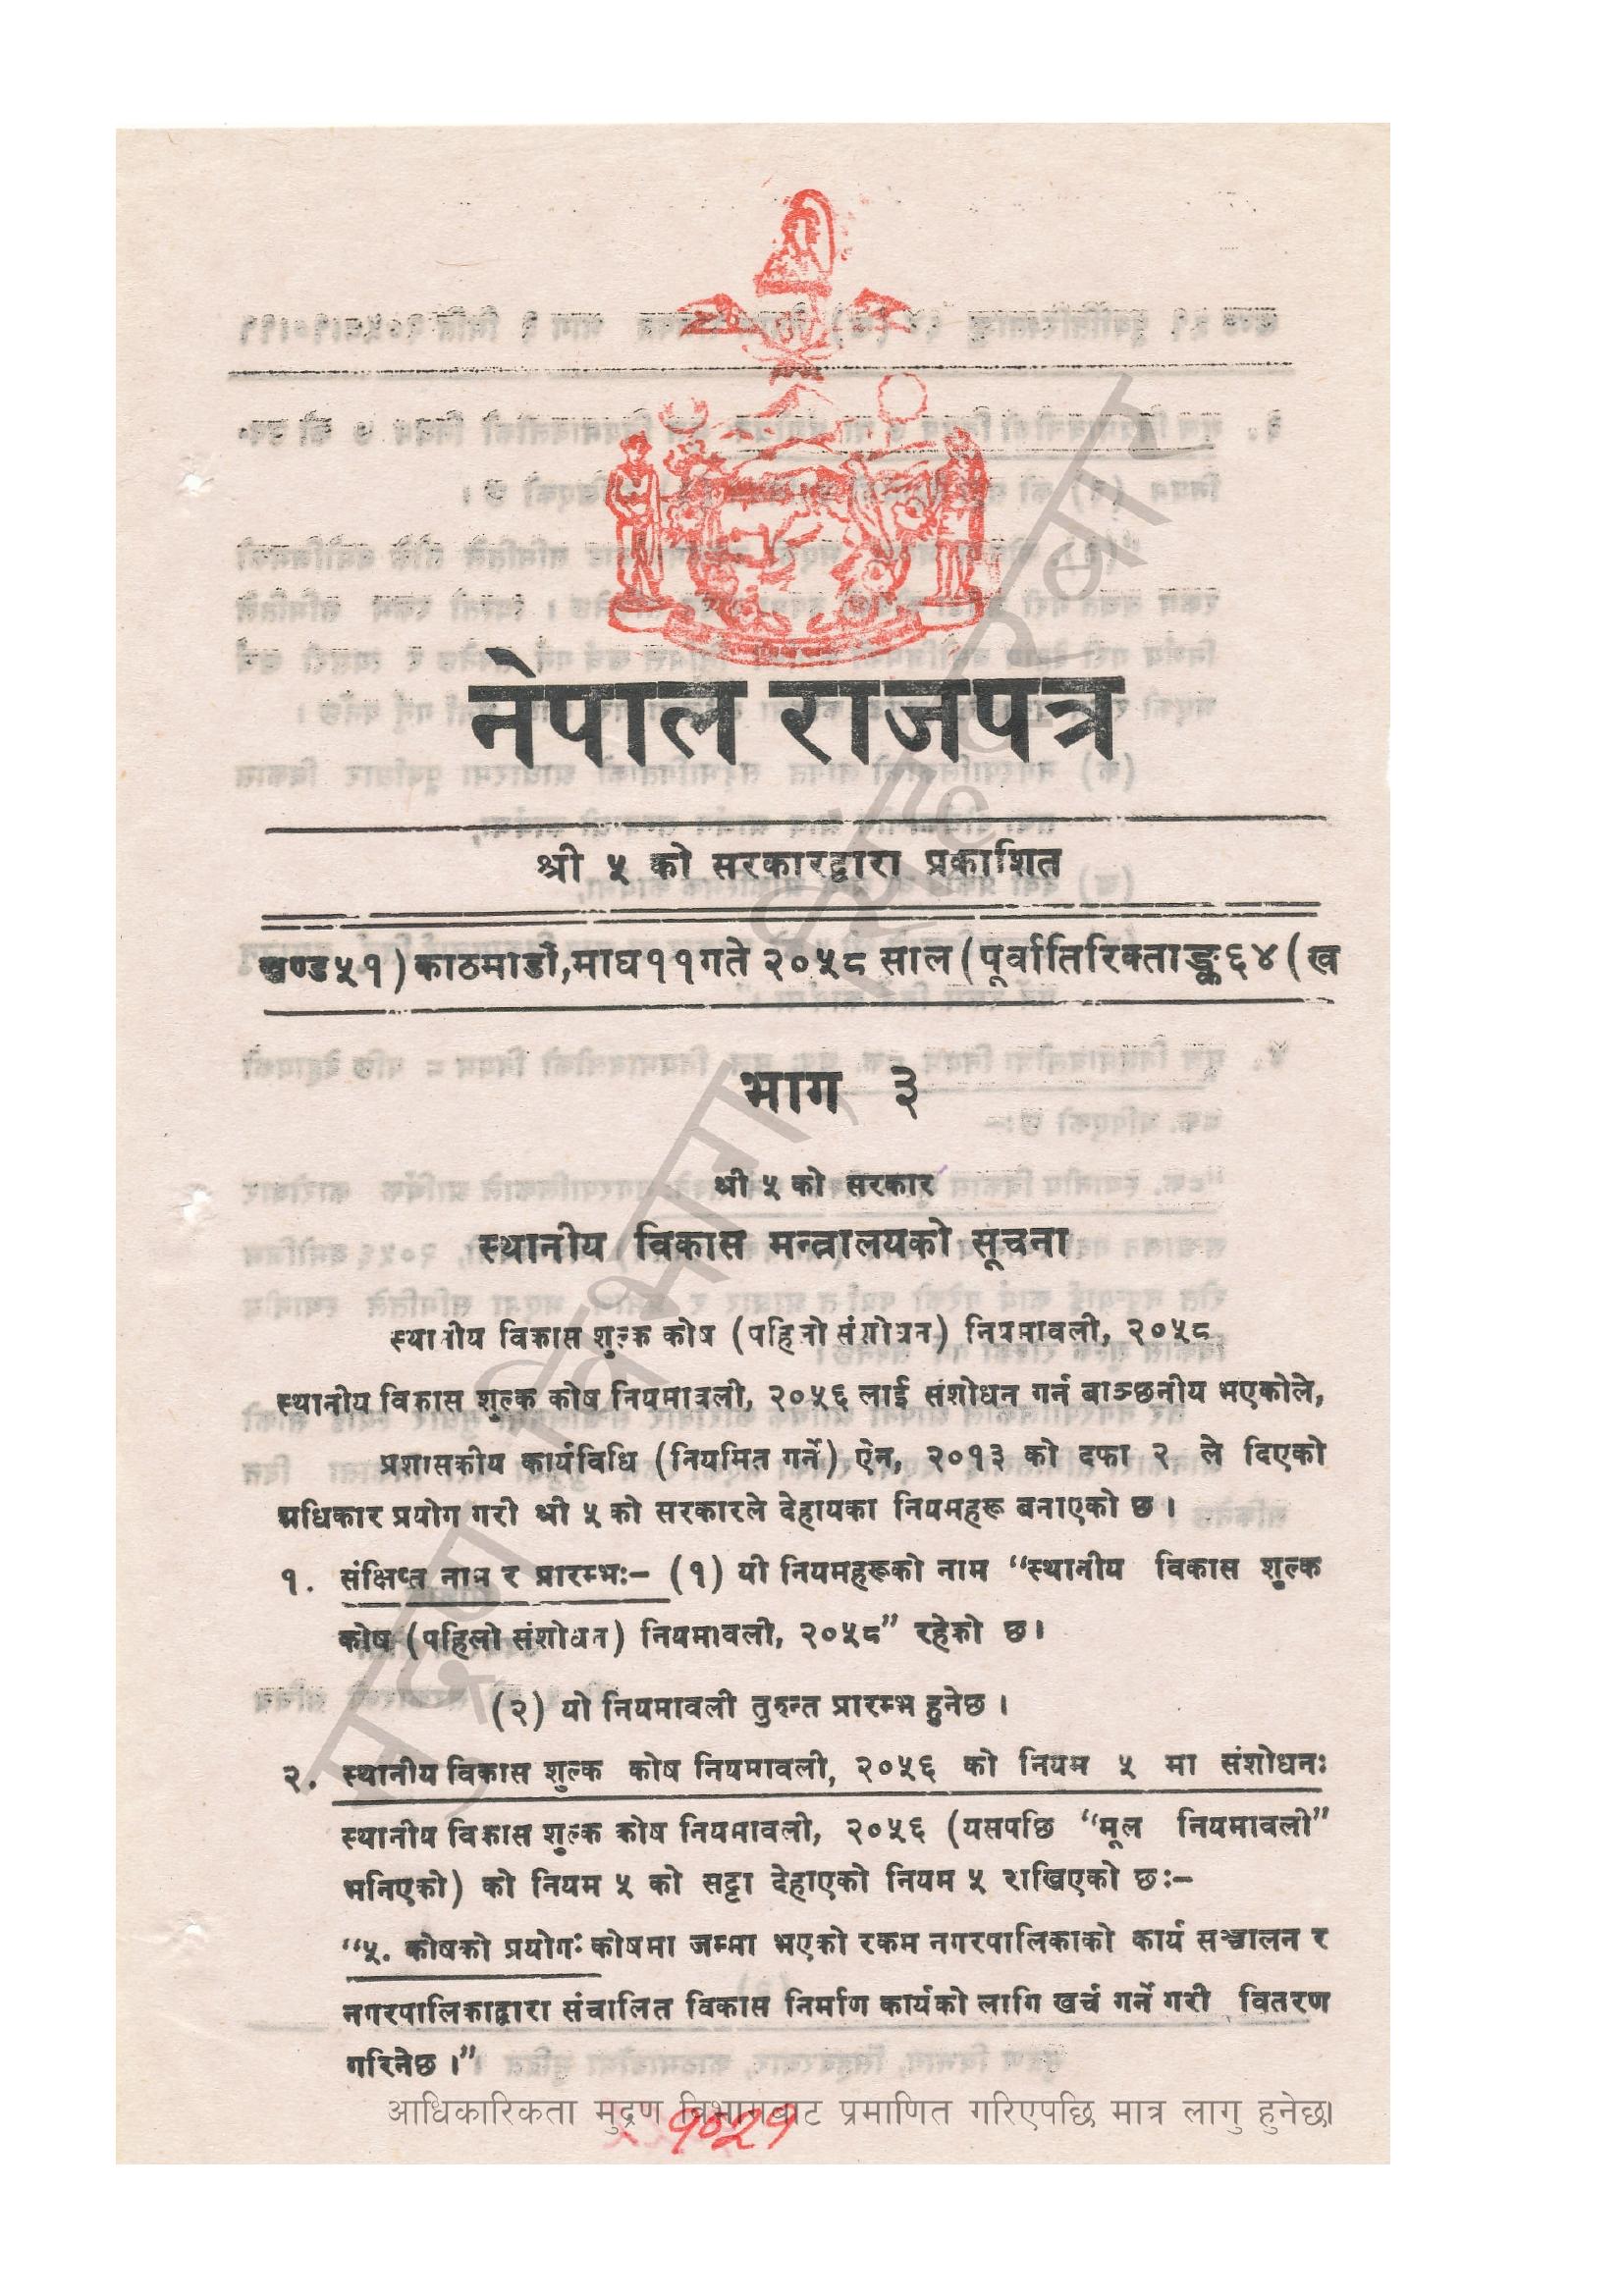 नेपाल राजपत्र
श्री ५ को सरकारद्वारा प्रकाशित
खण्ड५१) काठमाडौं,माघ११गते २०५८ साल (पूर्वातिरिक्ताङ्क६४(ख
भाग ३
श्री ५ को सरकार
स्थानीय विकास मन्त्रालयको सूचना
स्थानीय विकास शुल्क कोष (पहिलो संशोधन) नियमावली, २०५८
स्थानीय विकास शुल्क कोष नियमावली, २०५६ लाई संशोधन गर्न बाञ्छनीय भएकोले,
प्रशासकीय कार्यविधि (नियमित गर्ने) ऐन, २०१३ को दफा २ ले दिएको
अधिकार प्रयोग गरी श्री ५ को सरकारले देहायका नियमहरू बनाएको छ ।
१. संक्षिप्त नाम र प्रारम्भः– (१) यी नियमहरूको नाम “स्थानीय विकास शुल्क
कोष (पहिलो संशोधन) नियमावली, २०५८” रहेको छ।
(२) यो नियमावली तुरुन्त प्रारम्भ हुनेछ ।
२. स्थानीय विकास शुल्क कोष नियमावली, २०५६ को नियम ५ मा संशोधनः
स्थानीय विकास शुल्क कोष नियमावली, २०५६ (यसपछि “मूल नियमावली”
भनिएको) को नियम ५ को सट्टा देहाएको नियम ५ राखिएको छः–
“५. कोषको प्रयोगः कोषमा जम्मा भएको रकम नगरपालिकाको कार्य सञ्चालन र
नगरपालिकाद्वारा संचालित विकास निर्माण कार्यको लागि खर्च गर्ने गरी वितरण
गरिनेछ ।”
आधिकारिकता मुद्रण विभागबाट प्रमाणित गरिएपछि मात्र लागु हुनेछ।